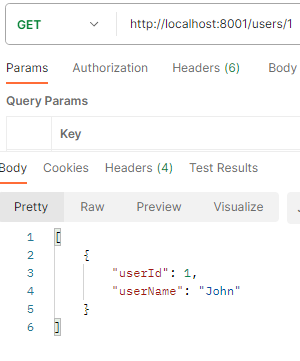 GET http://localhost:8001/users/1
Params Authorization Headers (6) Body
Query Params
Key
Body Cookies Headers (4) Test Results
Pretty Raw Preview Visualize
1 [
2 {
3 "userId": 1,
4 "userName": "John"
5 }
6 ]